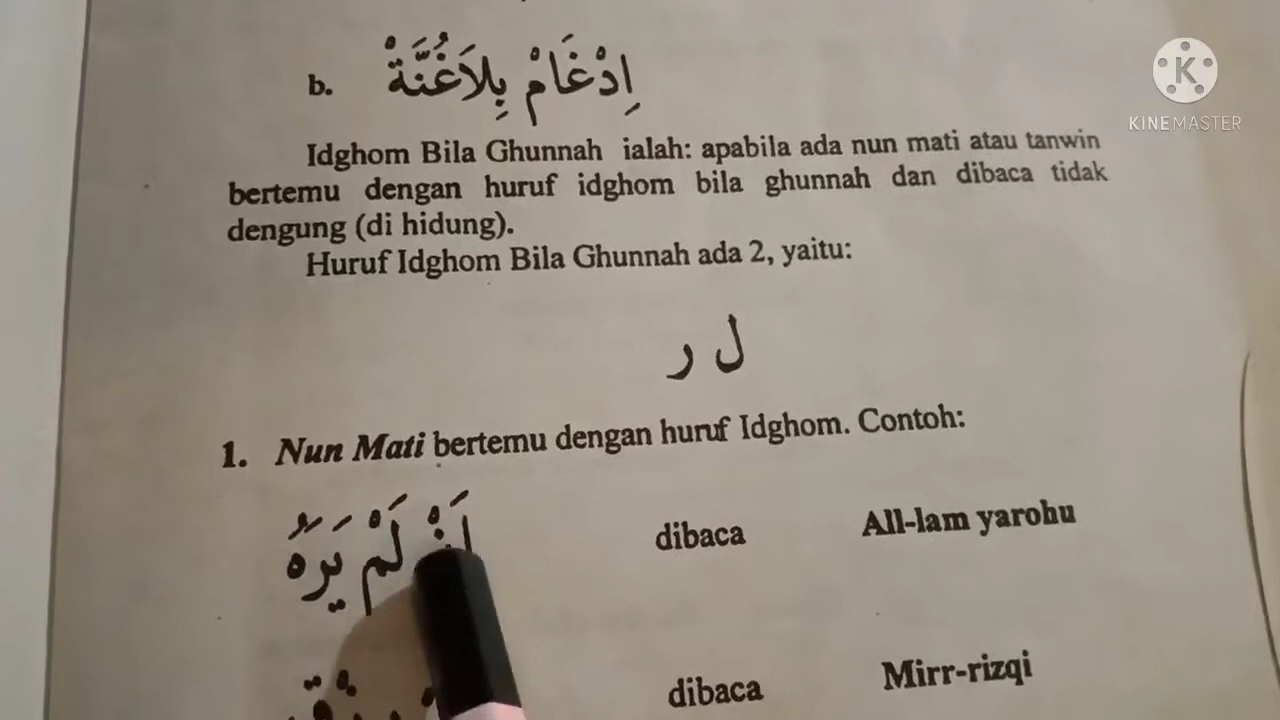 b. اِدْغَامْ بِلاَغُنَّةْ
K
KINEMASTER
Idghom Bila Ghunnah ialah: apabila ada nun mati atau tanwin
bertemu dengan huruf idghom bila ghunnah dan dibaca tidak
dengung (di hidung).
Huruf Idghom Bila Ghunnah ada 2, yaitu:
ل ر
1. Nun Mati bertemu dengan huruf Idghom. Contoh:
اَنْ لَمْ يَرَهُ dibaca All-lam yarohu
dibaca Mirr-rizqi